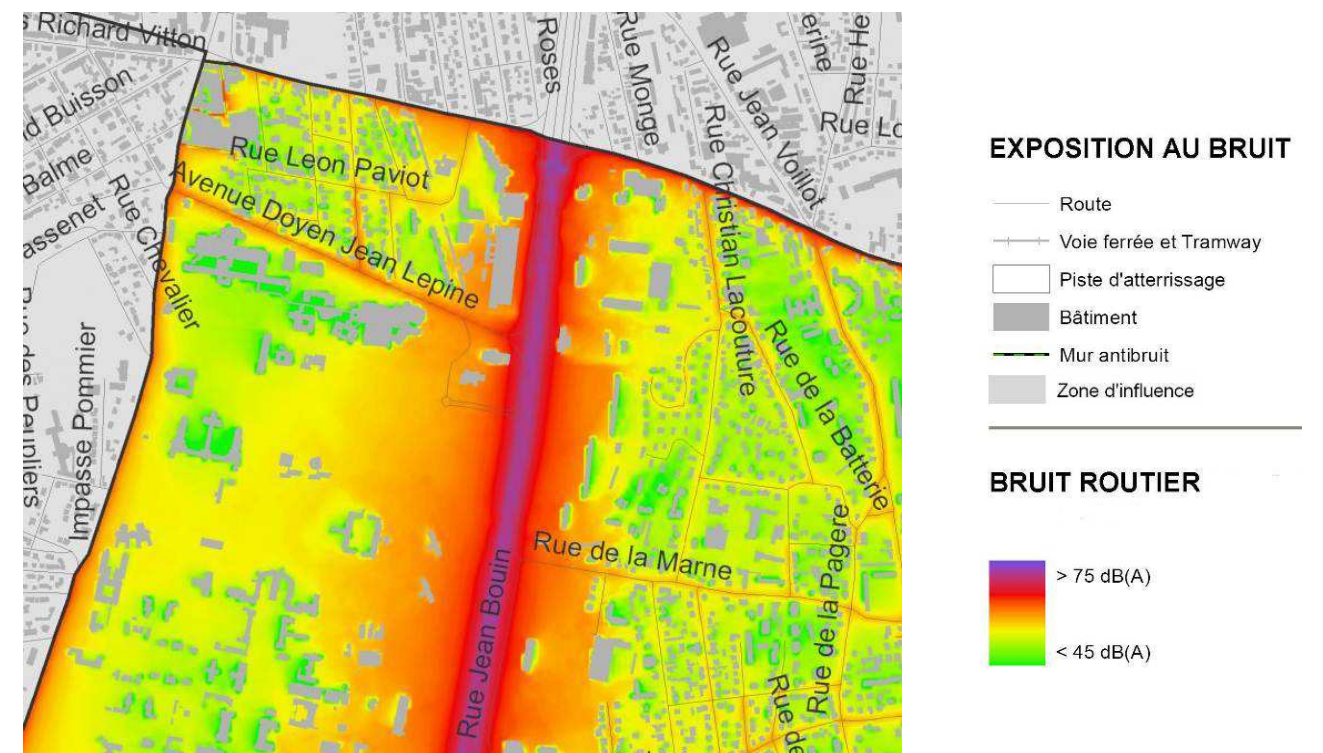 Richard Vitton
Roses
Rue Monge
Rue Jean Voillot
erine
Rue He
Rue Lo
d Buisson
Balme
assenet
Rue Chevalier
Rue Leon Paviot
Avenue Doyen Jean Lepine
Rue Christian Lacouture
Rue de la Batterie
Impasse Pommier
Rue de la Marne
Rue Jean Bouin
Rue de la Pagere
Rue de
EXPOSITION AU BRUIT
Route
Voie ferrée et Tramway
Piste d'atterrissage
Bâtiment
Mur antibruit
Zone d'influence
BRUIT ROUTIER
> 75 dB(A)
< 45 dB(A)